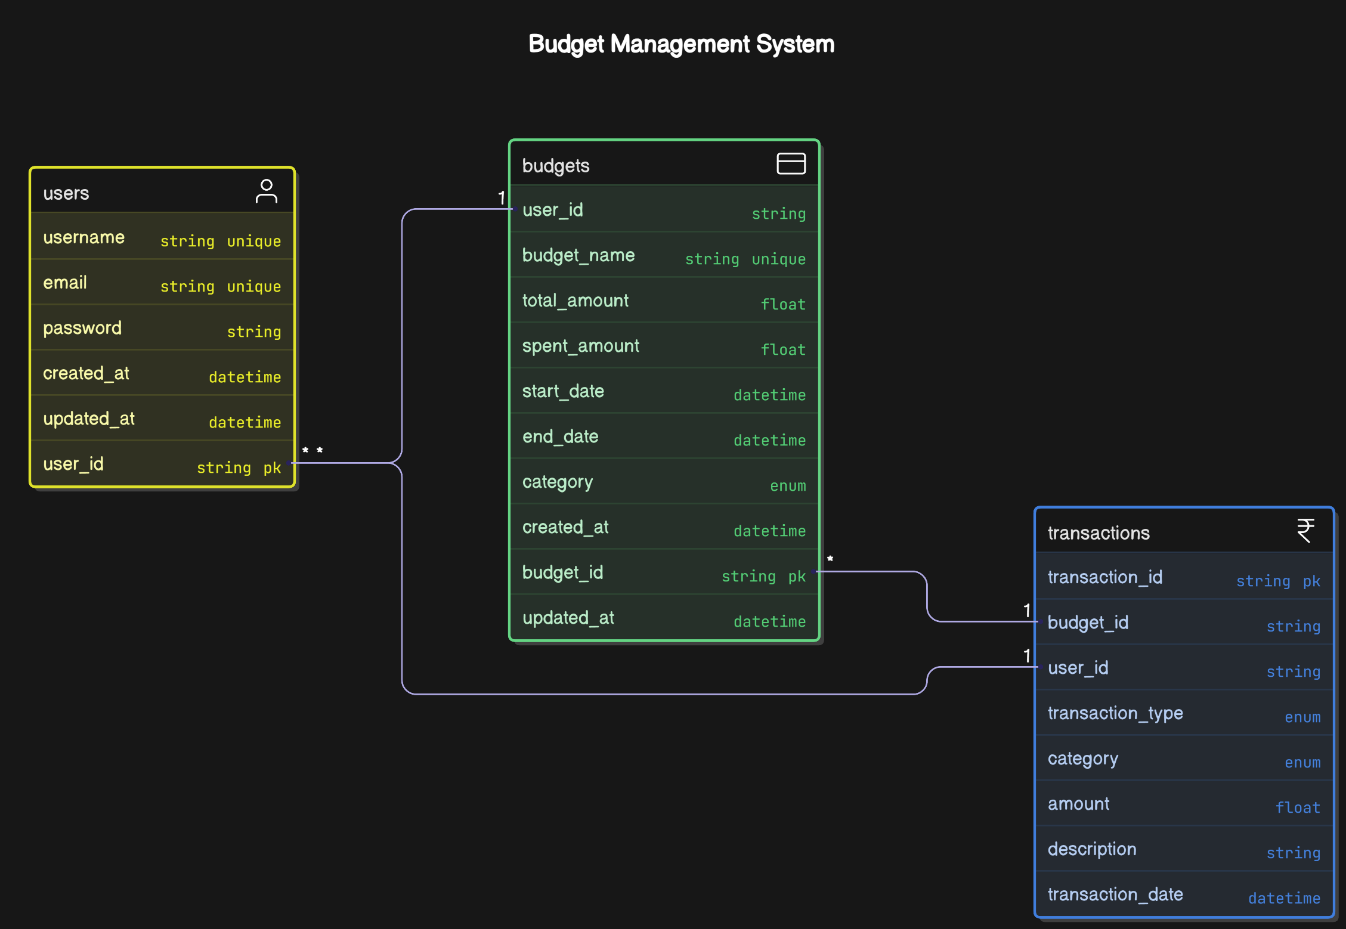 Budget Management System
users
username string unique
email string unique
password string
created_at datetime
updated_at datetime
user_id string pk
* *
1
budgets
user_id string
budget_name string unique
total_amount float
spent_amount float
start_date datetime
end_date datetime
category enum
created_at datetime
budget_id string pk
updated_at datetime
*
1
1
transactions
transaction_id string pk
budget_id string
user_id string
transaction_type enum
category enum
amount float
description string
transaction_date datetime